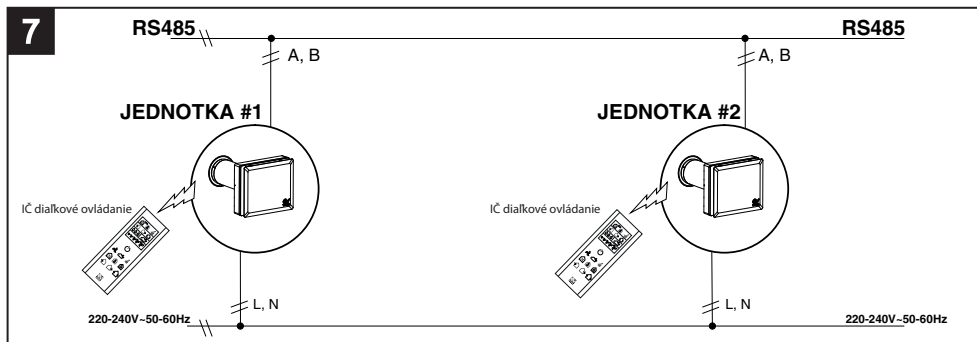 7
RS485 RS485
A, B A, B
JEDNOTKA #1 JEDNOTKA #2
IČ diaľkové ovládanie IČ diaľkové ovládanie
L, N L, N
220-240V~50-60Hz 220-240V~50-60Hz